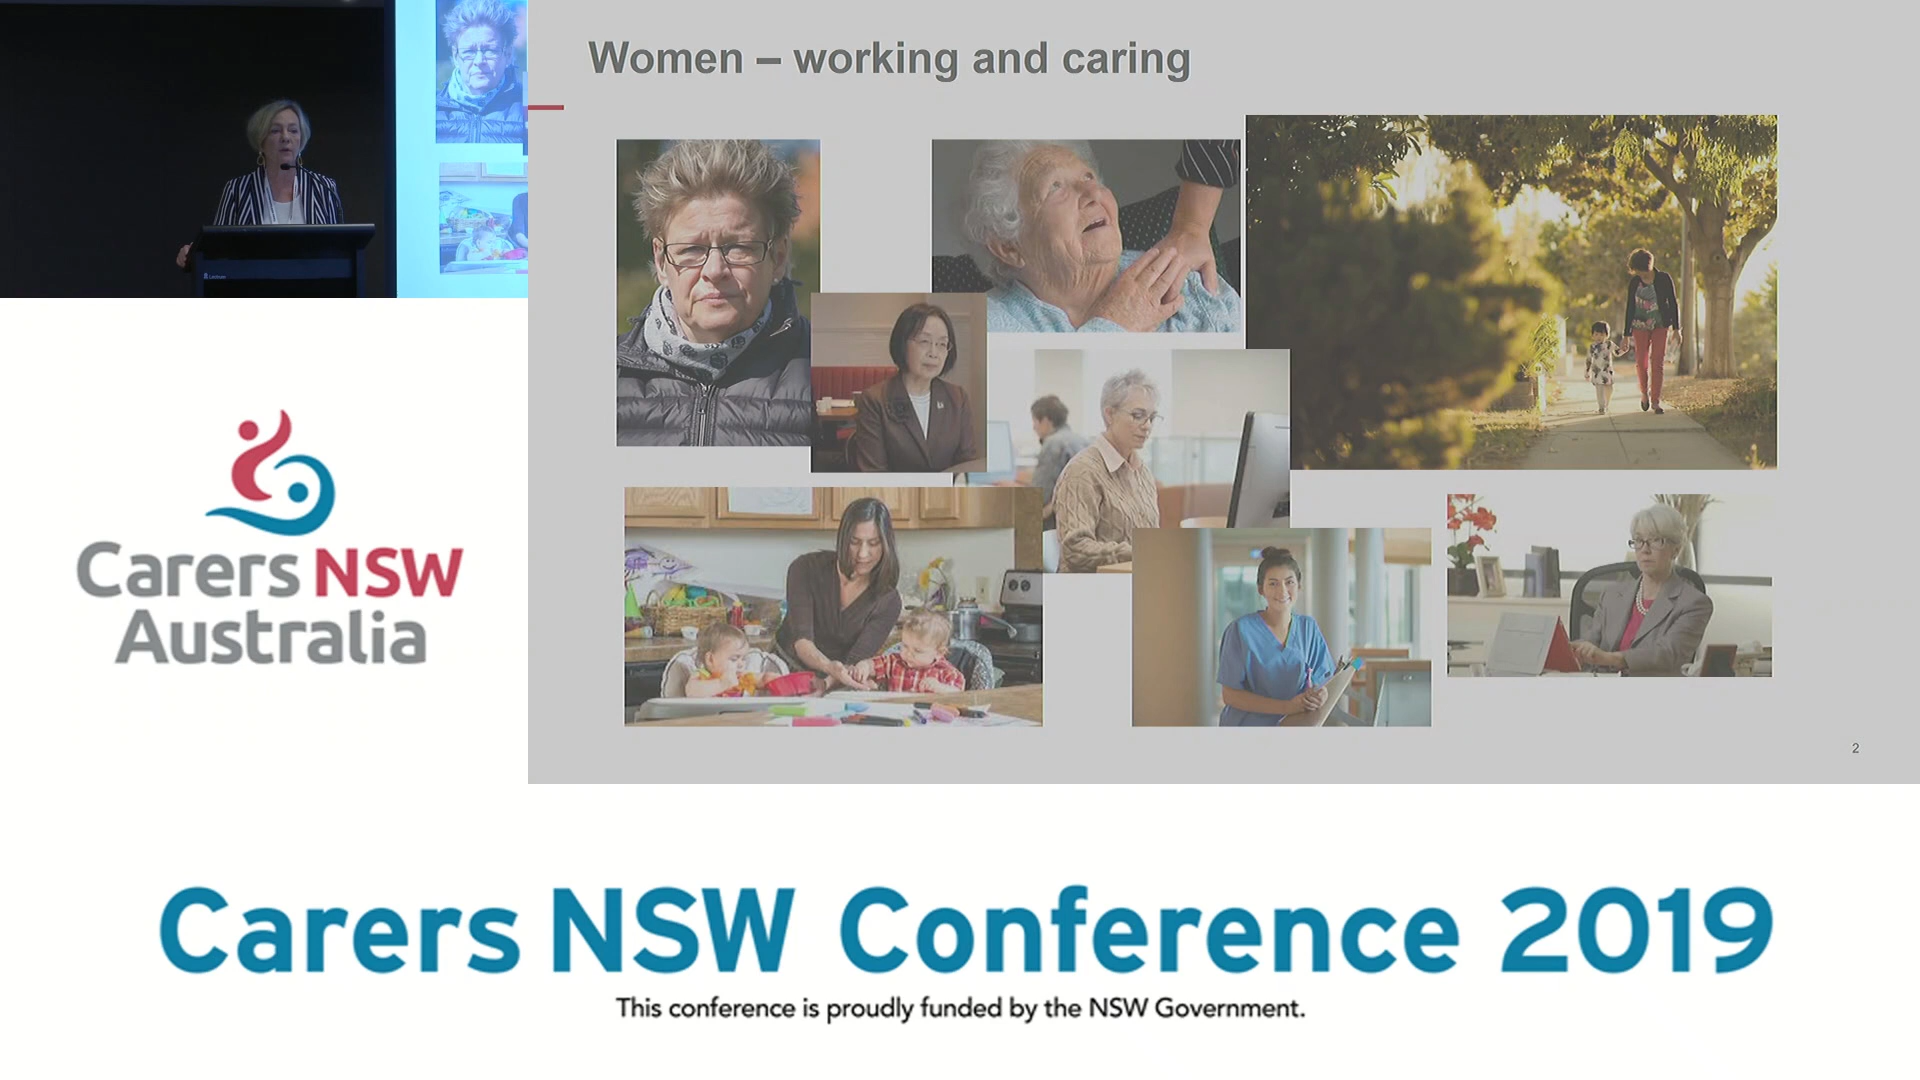 Women – working and caring
Carers NSW
Australia
2
Carers NSW Conference 2019
This conference is proudly funded by the NSW Government.